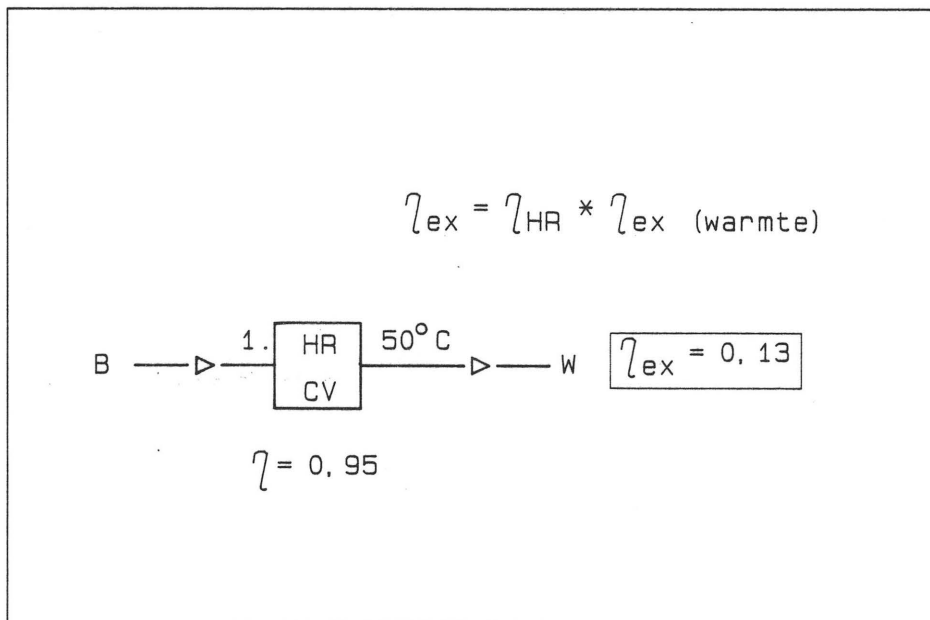 ηex = ηHR * ηex (warmte)
B 1. HR 50°C W ηex = 0,13
CV
η = 0,95